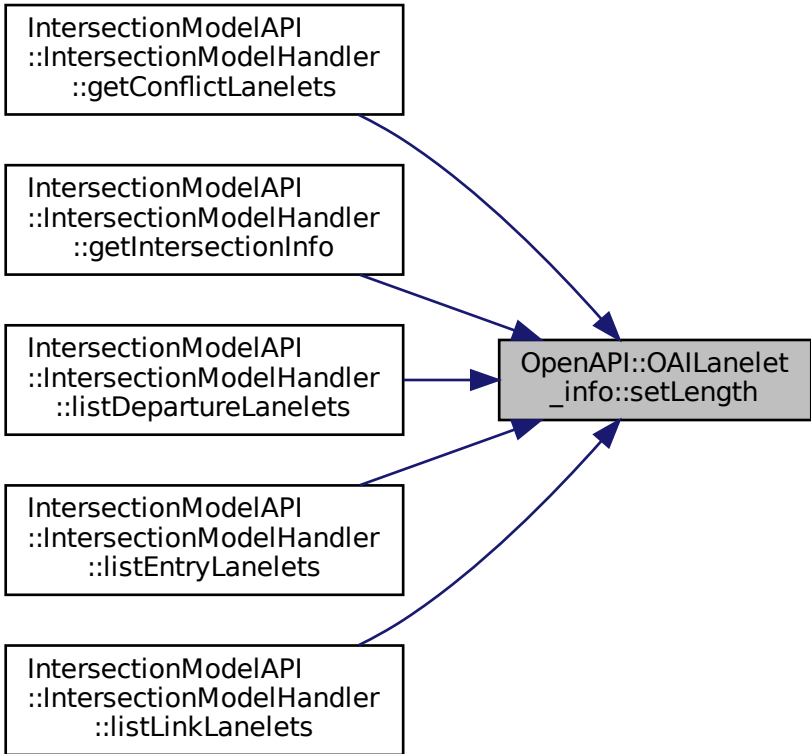 IntersectionModelAPI
::IntersectionModelHandler
::getConflictLanelets
IntersectionModelAPI
::IntersectionModelHandler
::getIntersectionInfo
IntersectionModelAPI
::IntersectionModelHandler
::listDepartureLanelets
OpenAPI::OAILanelet
_info::setLength
IntersectionModelAPI
::IntersectionModelHandler
::listEntryLanelets
IntersectionModelAPI
::IntersectionModelHandler
::listLinkLanelets